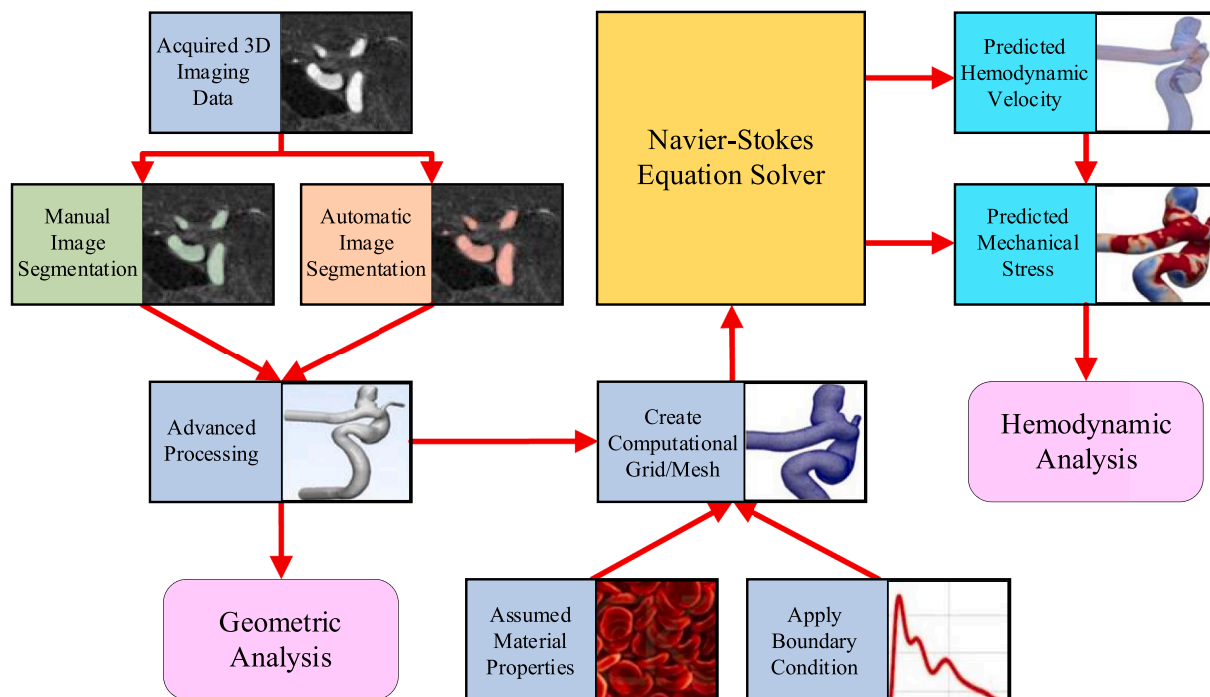 Acquired 3D
Imaging
Data
Manual
Image
Segmentation
Automatic
Image
Segmentation
Advanced
Processing
Geometric
Analysis
Create
Computational
Grid/Mesh
Assumed
Material
Properties
Apply
Boundary
Condition
Navier-Stokes
Equation Solver
Predicted
Hemodynamic
Velocity
Predicted
Mechanical
Stress
Hemodynamic
Analysis